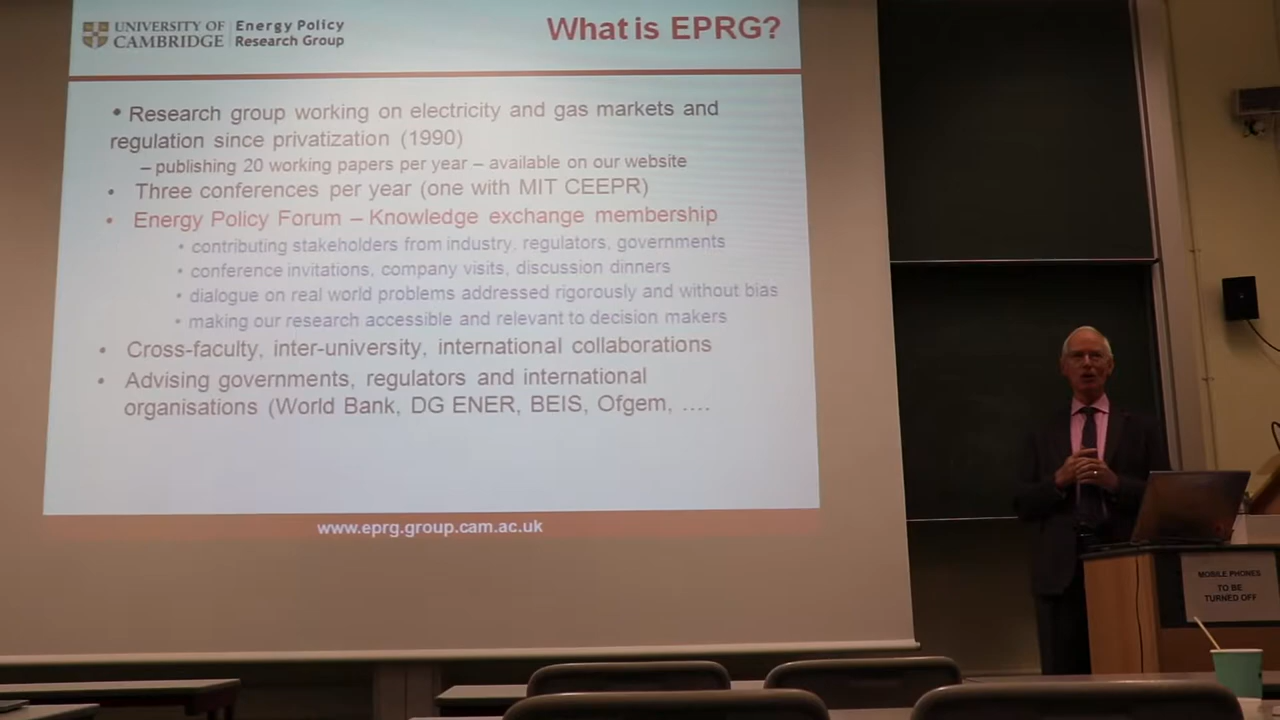 UNIVERSITY OF
CAMBRIDGE
Energy Policy
Research Group
What is EPRG?
• Research group working on electricity and gas markets and
regulation since privatization (1990)
– publishing 20 working papers per year – available on our website
• Three conferences per year (one with MIT CEEPR)
• Energy Policy Forum – Knowledge exchange membership
• contributing stakeholders from industry, regulators, governments
• conference invitations, company visits, discussion dinners
• dialogue on real world problems addressed rigorously and without bias
• making our research accessible and relevant to decision makers
• Cross-faculty, inter-university, international collaborations
• Advising governments, regulators and international
organisations (World Bank, DG ENER, BEIS, Ofgem, ....
www.eprg.group.cam.ac.uk
MOBILE PHONES
TO BE
TURNED OFF